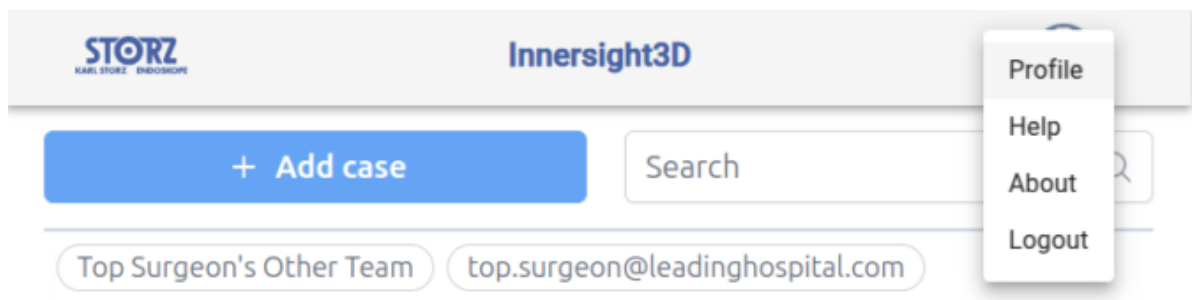 STORZ
KARL STORZ ENDOSKOPE
Innersight3D
Profile
Help
About
Logout
+ Add case
Search
Top Surgeon's Other Team
top.surgeon@leadinghospital.com